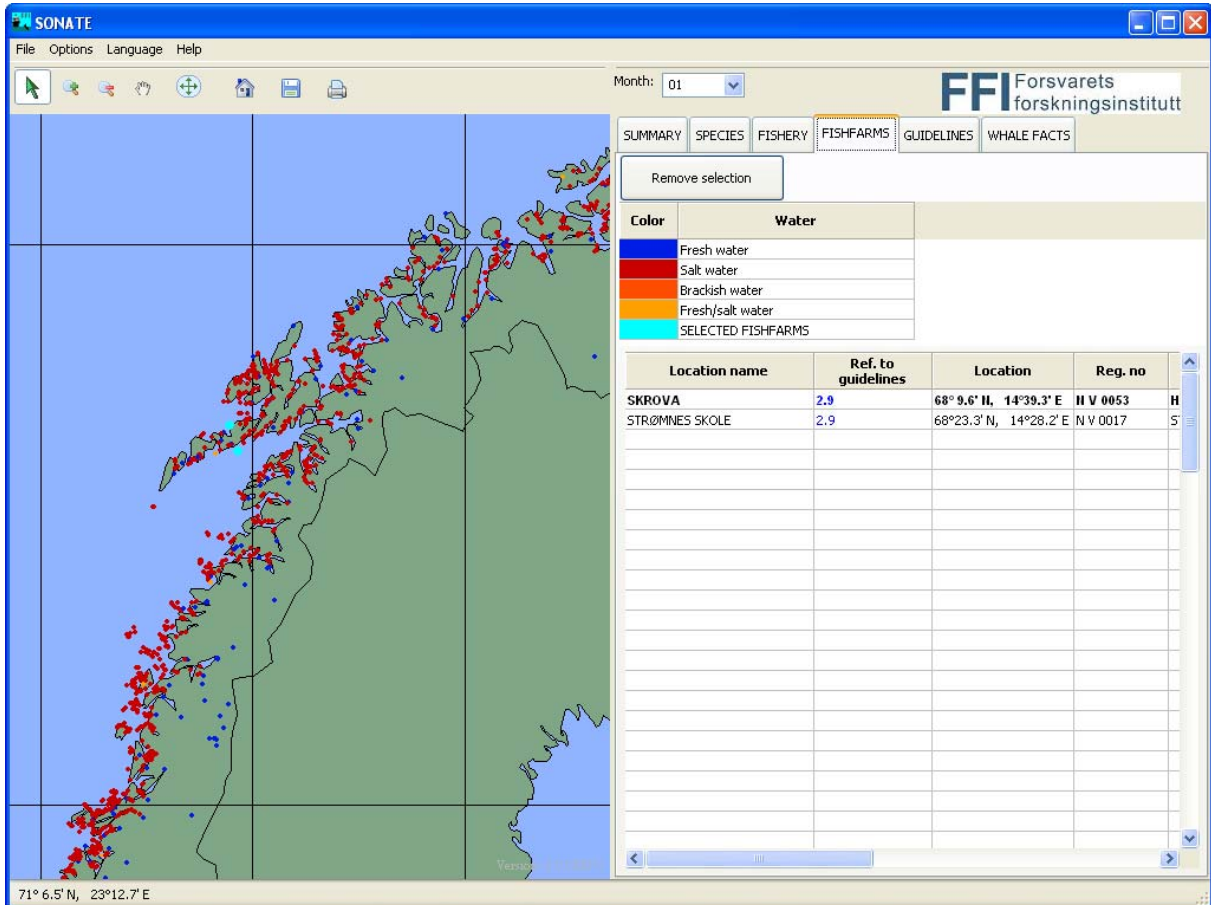 SONATE
File Options Language Help
Month: 01
FFI Forsvarets
forskningsinstitutt
SUMMARY SPECIES FISHERY FISHFARMS GUIDELINES WHALE FACTS
Remove selection
Color Water
Fresh water
Salt water
Brackish water
Fresh/salt water
SELECTED FISHFARMS
Location name Ref. to guidelines Location Reg. no
SKROVA 2.9 68° 9.6' N, 14°39.3' E N V 0053 H
STRØMNES SKOLE 2.9 68°23.3' N, 14°28.2' E N V 0017
71° 6.5' N, 23°12.7' E